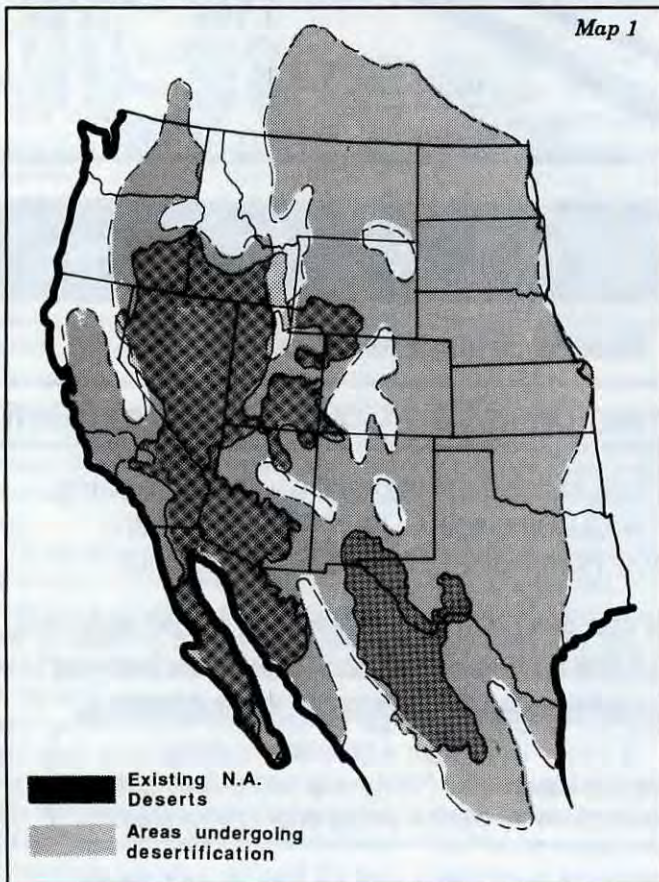 Map 1
Existing N.A.
Deserts
Areas undergoing
desertification